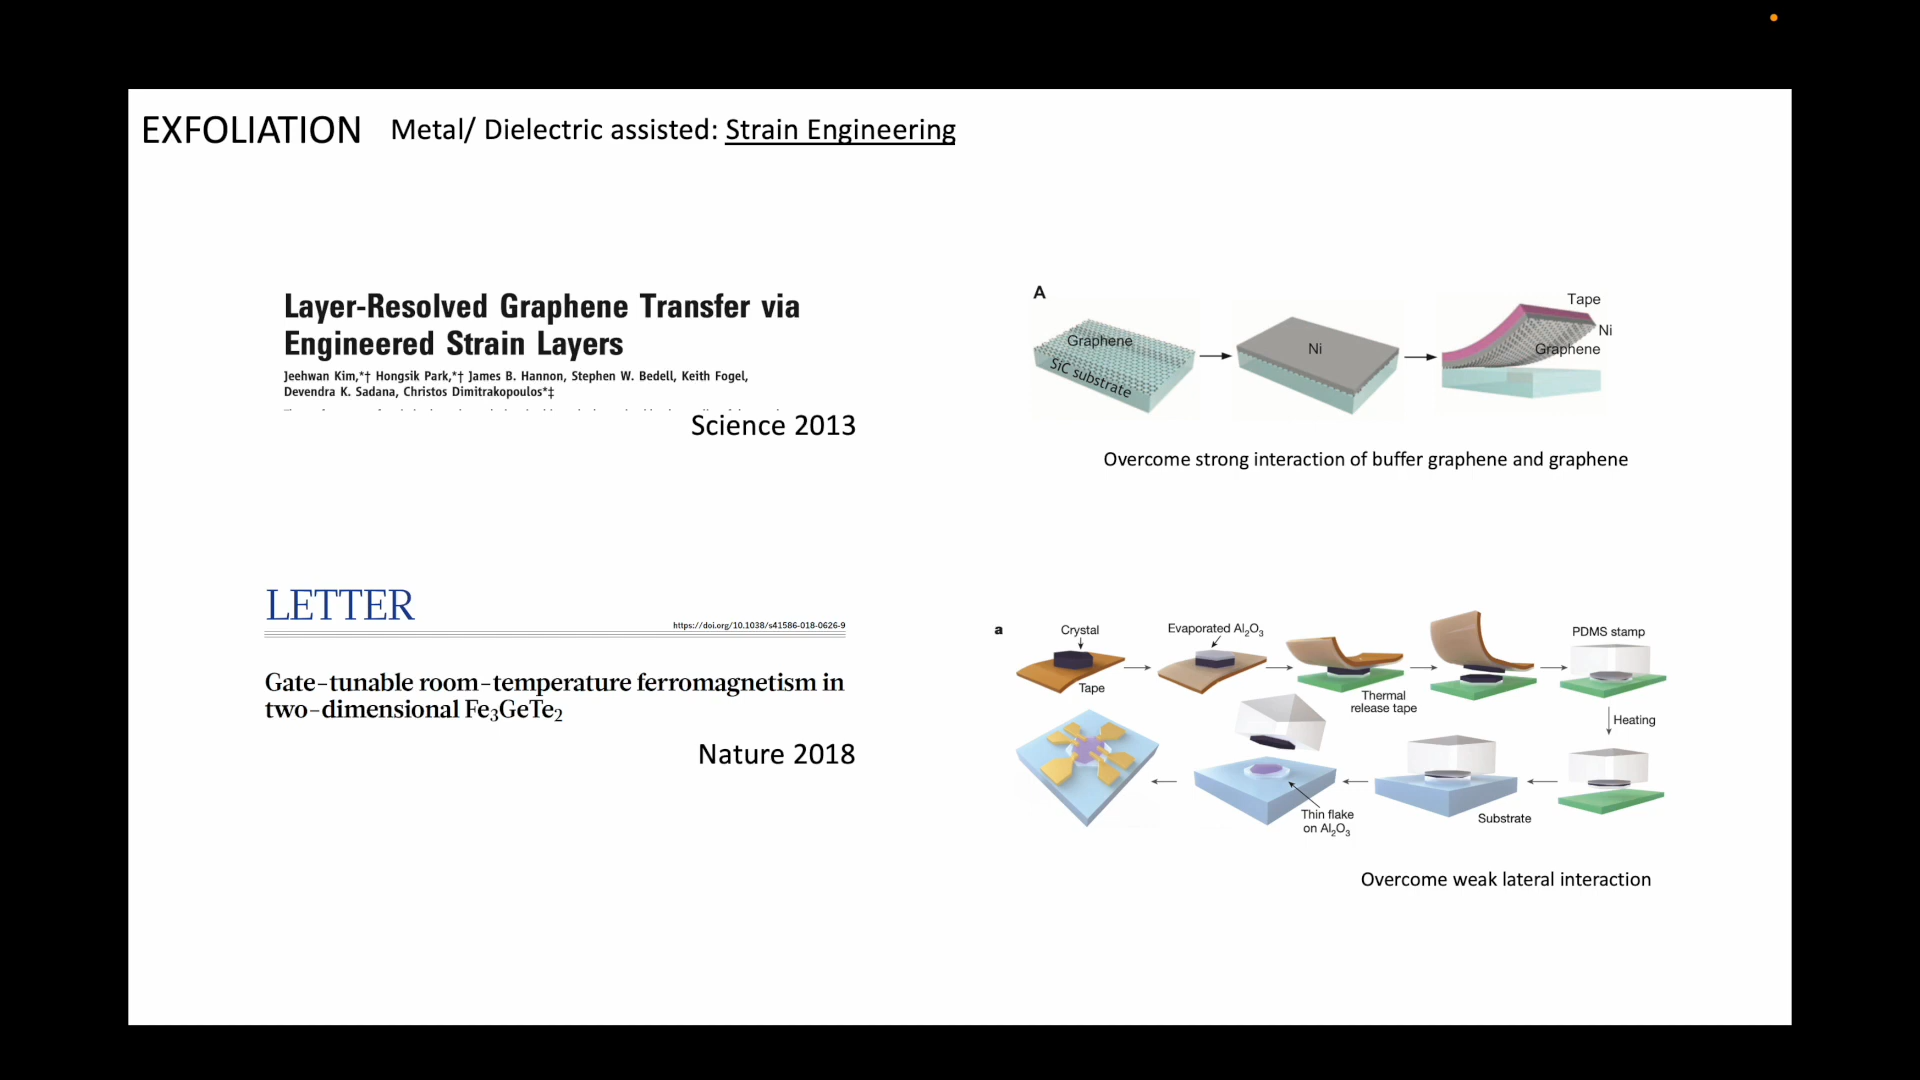 EXFOLIATION Metal/ Dielectric assisted: Strain Engineering
Layer-Resolved Graphene Transfer via
Engineered Strain Layers
Jeehwan Kim,*† Hongsik Park,*† James B. Hannon, Stephen W. Bedell, Keith Fogel,
Devendra K. Sadana, Christos Dimitrakopoulos*‡
Science 2013
A
Graphene
SiC substrate
Ni
Tape
Ni
Graphene
Overcome strong interaction of buffer graphene and graphene
LETTER
https://doi.org/10.1038/s41586-018-0626-9
Gate-tunable room-temperature ferromagnetism in
two-dimensional Fe₃GeTe₂
Nature 2018
a
Crystal
Tape
Evaporated Al₂O₃
Thermal
release tape
PDMS stamp
Heating
Substrate
Thin flake
on Al₂O₃
Overcome weak lateral interaction